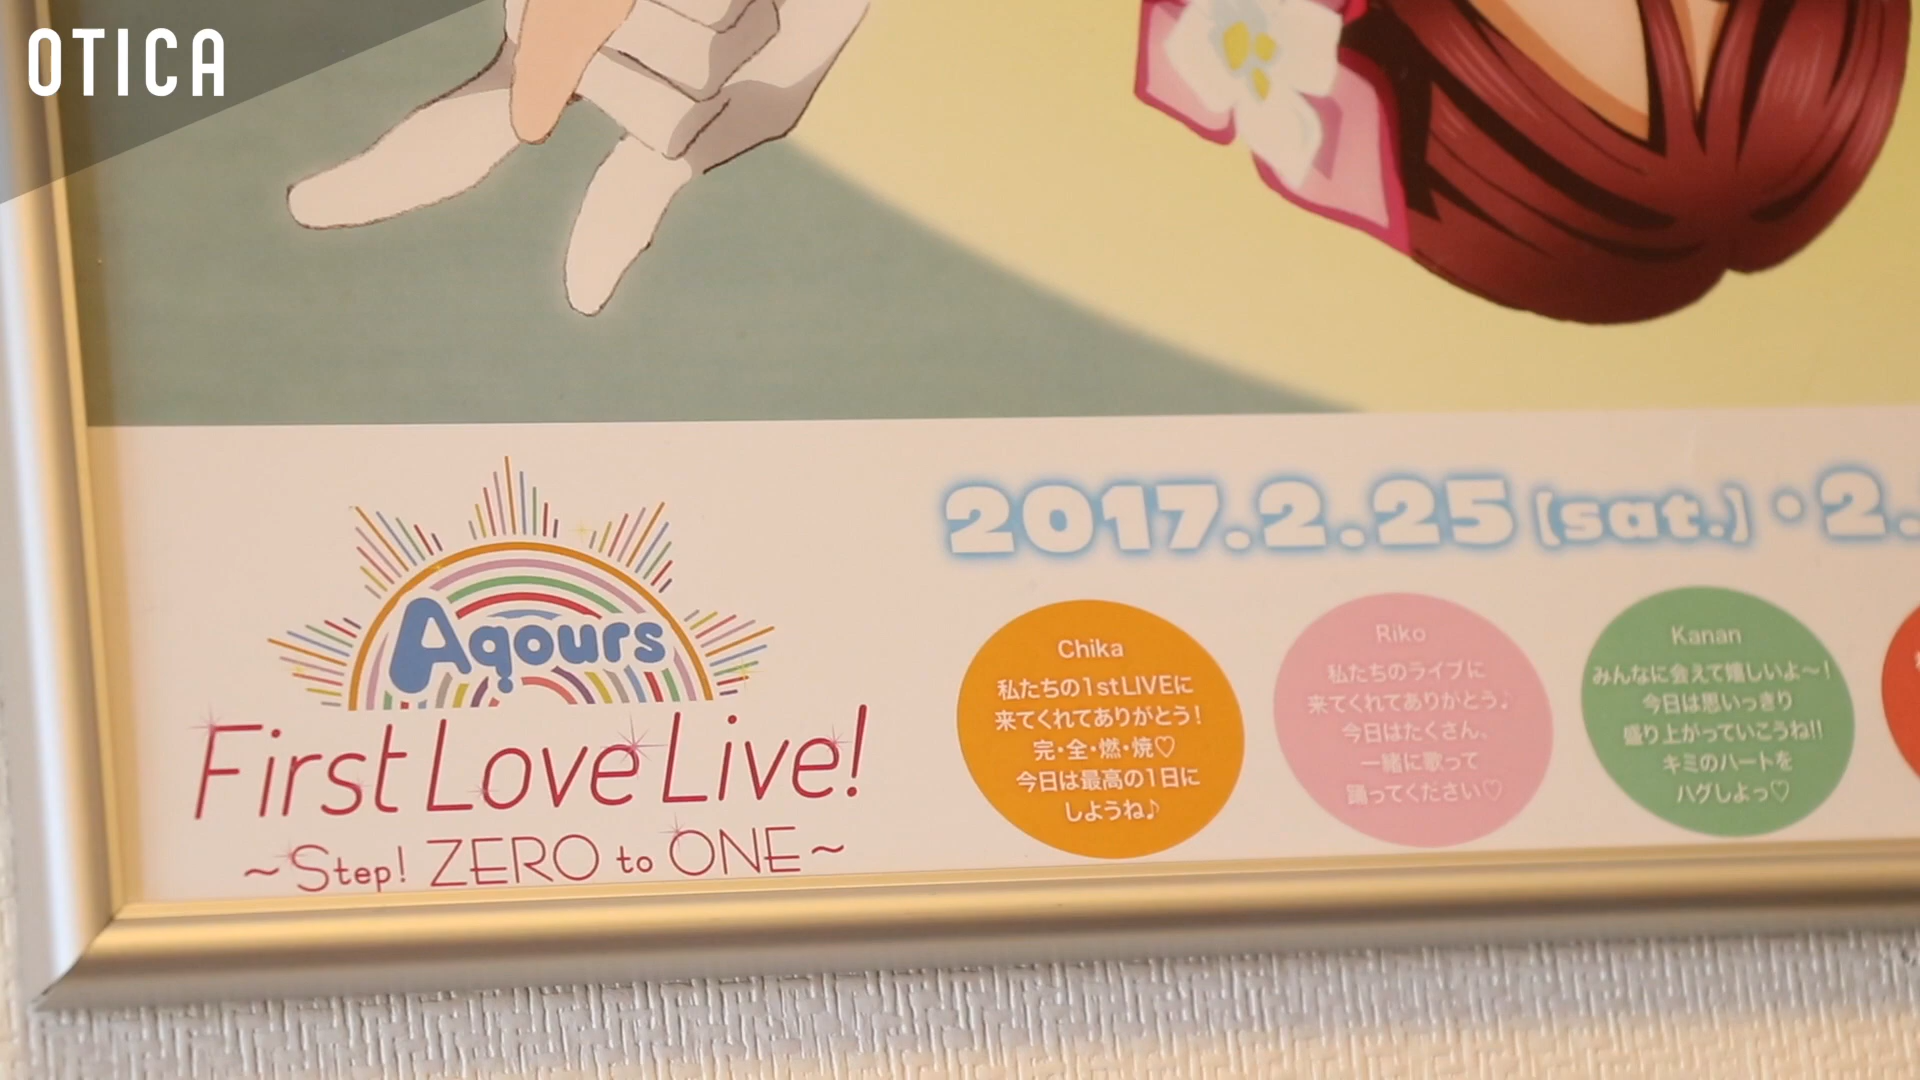 OTICA
2017.2.25[sat.]・2.
Aqours
First Love Live!
～Step! ZERO to ONE～
Chika
私たちの1stLIVEに
来てくれてありがとう!
完・全・燃・焼♡
今日は最高の1日に
しようね♪
Riko
私たちのライブに
来てくれてありがとう♪
今日はたくさん、
一緒に歌って
踊ってください♡
Kanan
みんなに会えて嬉しいよ～!
今日は思いっきり
盛り上がっていこうね!!
キミのハートを
ハグしよっ♡